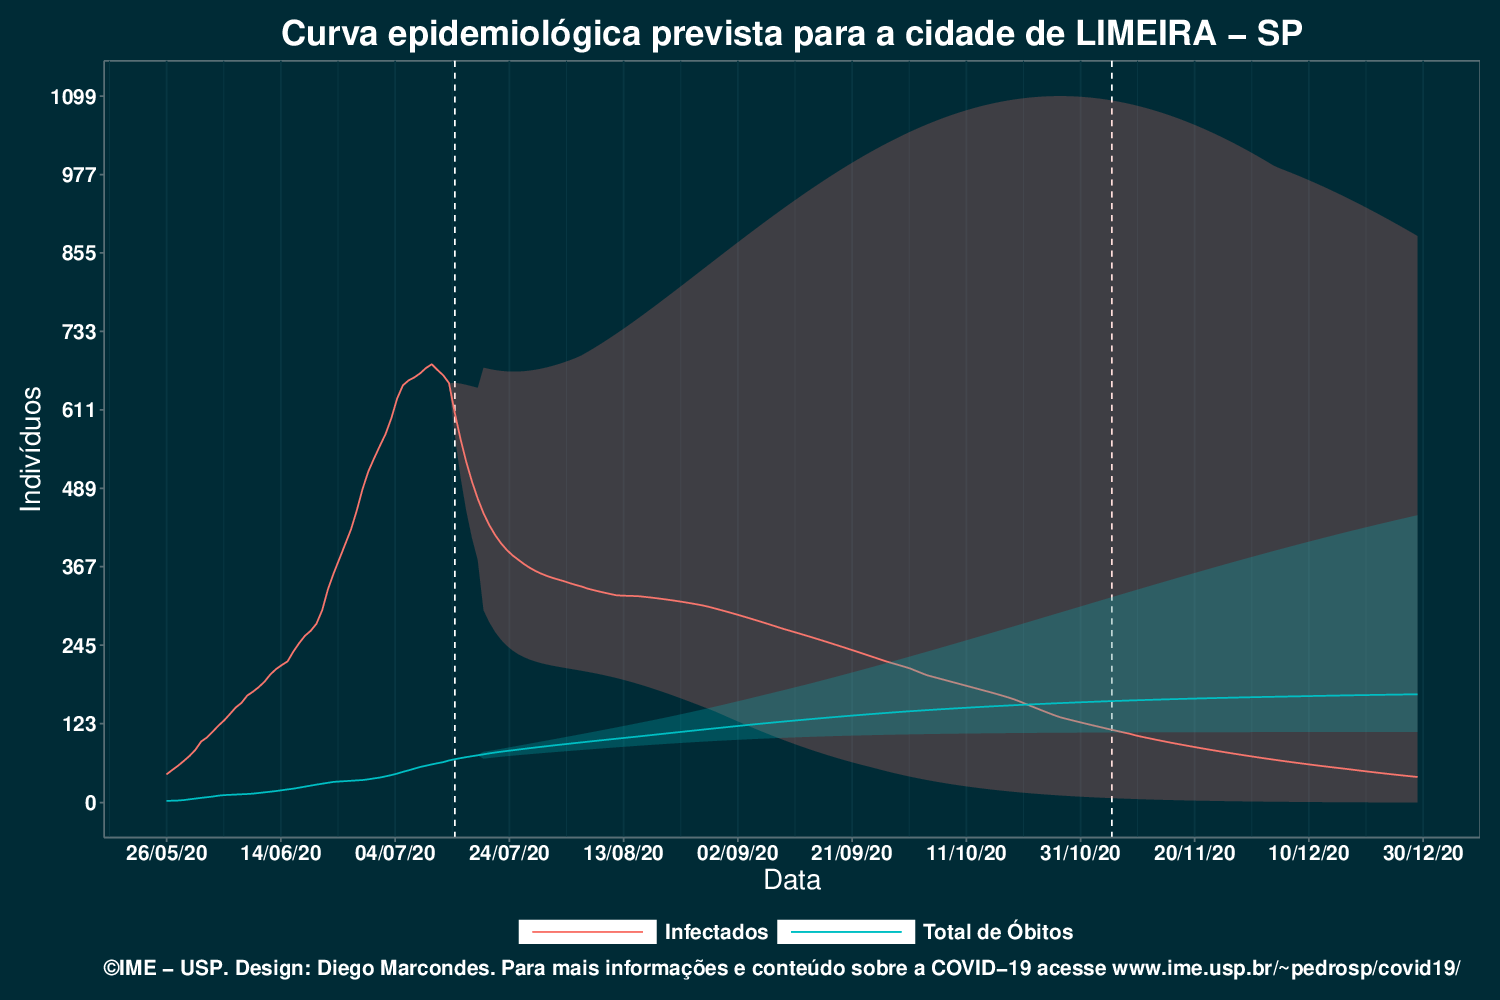 Curva epidemiológica prevista para a cidade de LIMEIRA − SP
1099
977
855
733
611
489
367
245
123
0
Indivíduos
26/05/20 14/06/20 04/07/20 24/07/20 13/08/20 02/09/20 21/09/20 11/10/20 31/10/20 20/11/20 10/12/20 30/12/20
Data
Infectados Total de Óbitos
©IME − USP. Design: Diego Marcondes. Para mais informações e conteúdo sobre a COVID−19 acesse www.ime.usp.br/~pedrosp/covid19/